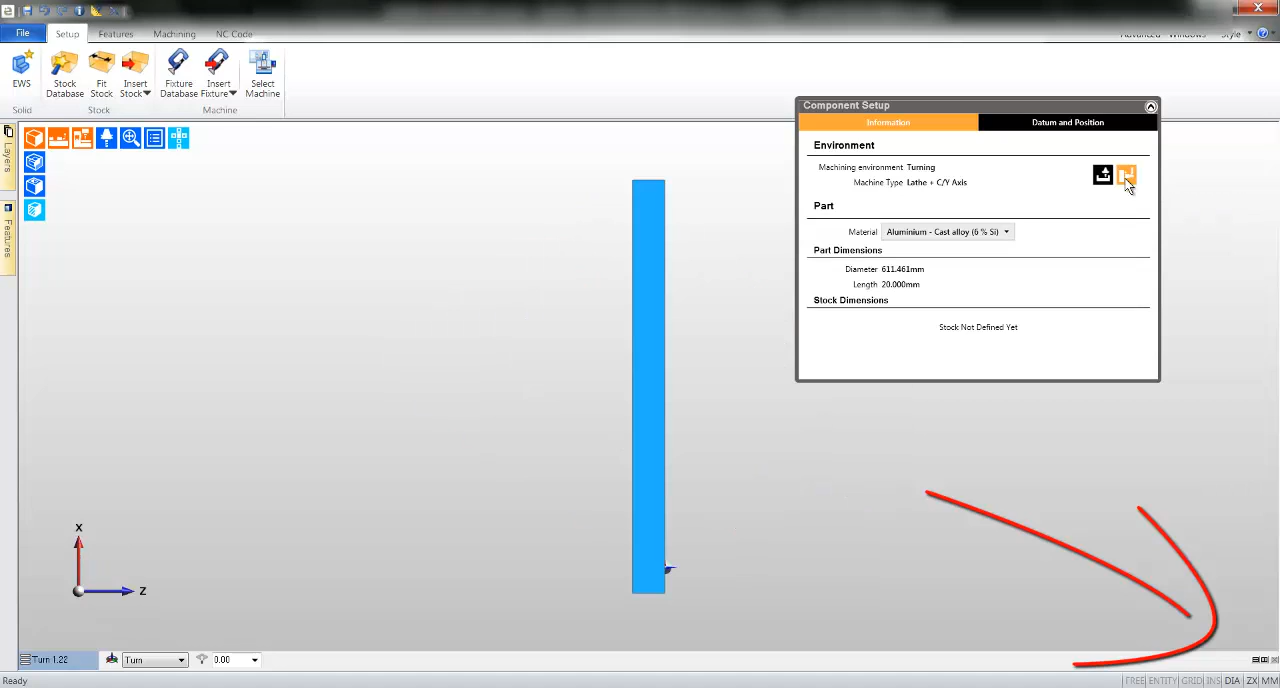 File Setup Features Machining NC Code
Advanced Windows Style
EWS
Stock Database
Fit Stock
Insert Stock
Fixture Database
Insert Fixture
Select Machine
Solid Stock Machine
Layers
Features
Component Setup
Information Datum and Position
Environment
Machining environment Turning
Machine Type Lathe + C/Y Axis
Part
Material Aluminium - Cast alloy (6 % Si)
Part Dimensions
Diameter 611.461mm
Length 20.000mm
Stock Dimensions
Stock Not Defined Yet
X
Z
Turn 1.22 Turn 0.00
Ready FREE ENTITY GRID INS DIA ZX MM